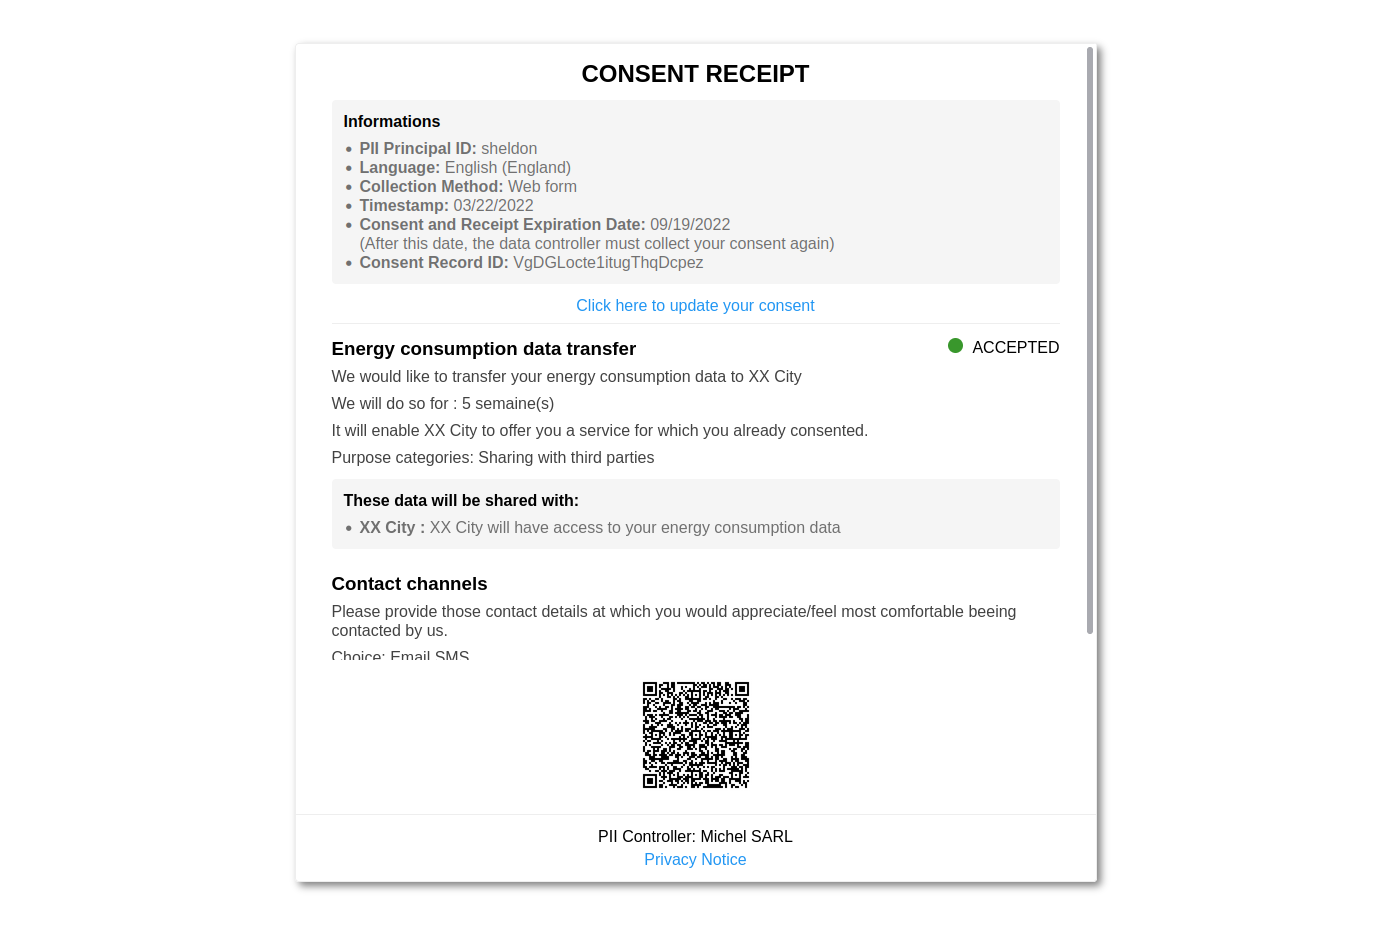 CONSENT RECEIPT
Informations
• PII Principal ID: sheldon
• Language: English (England)
• Collection Method: Web form
• Timestamp: 03/22/2022
• Consent and Receipt Expiration Date: 09/19/2022
(After this date, the data controller must collect your consent again)
• Consent Record ID: VgDGLocte1itugThqDcpez
Click here to update your consent
Energy consumption data transfer
ACCEPTED
We would like to transfer your energy consumption data to XX City
We will do so for : 5 semaine(s)
It will enable XX City to offer you a service for which you already consented.
Purpose categories: Sharing with third parties
These data will be shared with:
• XX City : XX City will have access to your energy consumption data
Contact channels
Please provide those contact details at which you would appreciate/feel most comfortable beeing
contacted by us.
Choice: Email SMS
PII Controller: Michel SARL
Privacy Notice